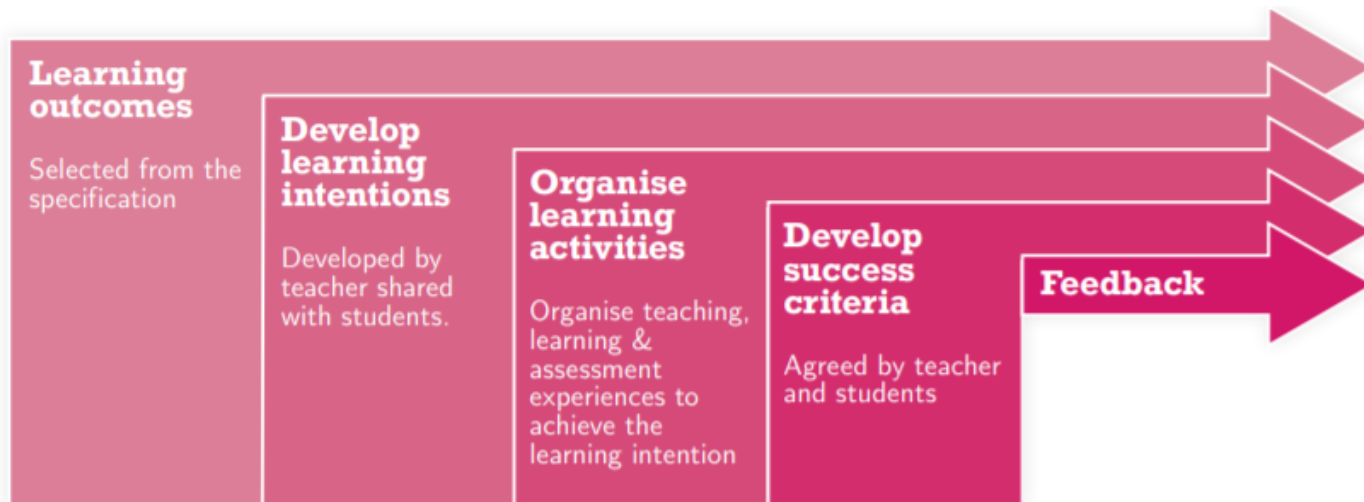 Learning
outcomes
Selected from the
specification
Develop
learning
intentions
Developed by
teacher shared
with students.
Organise
learning
activities
Organise teaching,
learning &
assessment
experiences to
achieve the
learning intention
Develop
success
criteria
Agreed by teacher
and students
Feedback